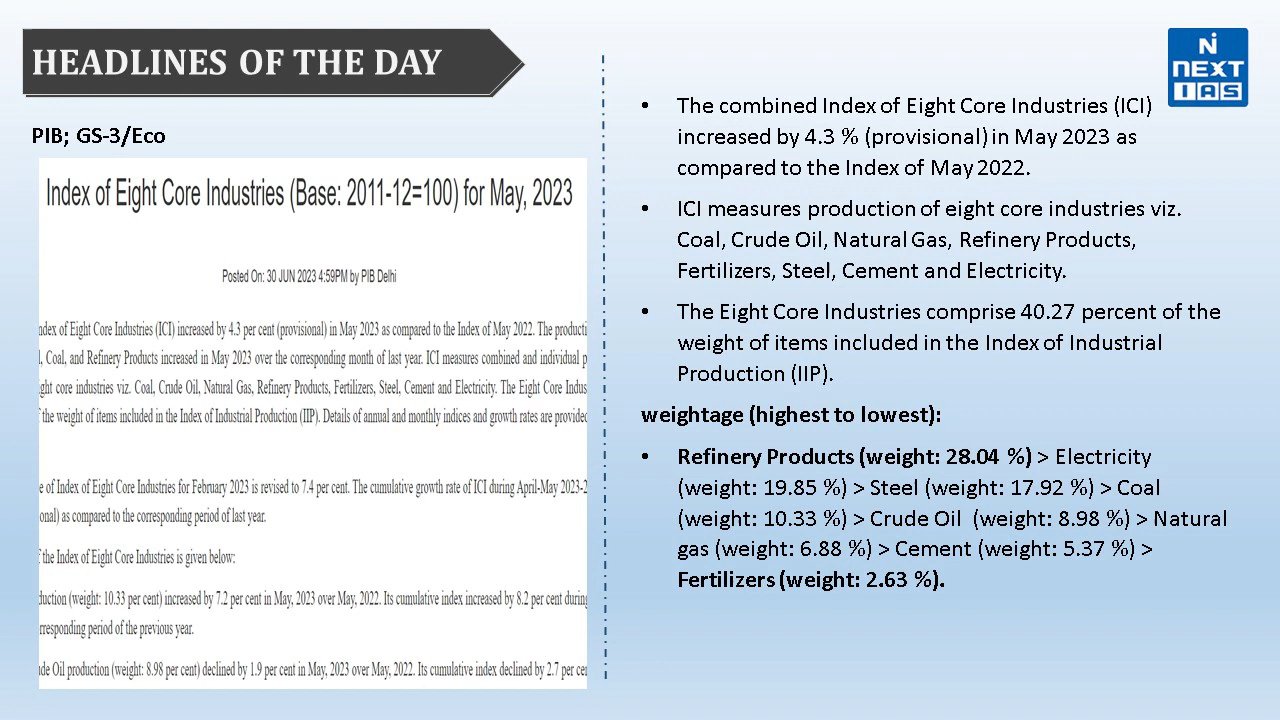 HEADLINES OF THE DAY
PIB; GS-3/Eco
Index of Eight Core Industries (Base: 2011-12=100) for May, 2023
Posted On: 30 JUN 2023 4:59PM by PIB Delhi
ndex of Eight Core Industries (ICI) increased by 4.3 per cent (provisional) in May 2023 as compared to the Index of May 2022. The producti
l, Coal, and Refinery Products increased in May 2023 over the corresponding month of last year. ICI measures combined and individual p
ght core industries viz. Coal, Crude Oil, Natural Gas, Refinery Products, Fertilizers, Steel, Cement and Electricity. The Eight Core Indus
f the weight of items included in the Index of Industrial Production (IIP). Details of annual and monthly indices and growth rates are provided
e of Index of Eight Core Industries for February 2023 is revised to 7.4 per cent. The cumulative growth rate of ICI during April-May 2023-2
onal) as compared to the corresponding period of last year.
f the Index of Eight Core Industries is given below:
duction (weight: 10.33 per cent) increased by 7.2 per cent in May, 2023 over May, 2022. Its cumulative index increased by 8.2 per cent during
rresponding period of the previous year.
de Oil production (weight: 8.98 per cent) declined by 1.9 per cent in May, 2023 over May, 2022. Its cumulative index declined by 2.7 per cen
NEXT
IAS
• The combined Index of Eight Core Industries (ICI)
increased by 4.3 % (provisional) in May 2023 as
compared to the Index of May 2022.
• ICI measures production of eight core industries viz.
Coal, Crude Oil, Natural Gas, Refinery Products,
Fertilizers, Steel, Cement and Electricity.
• The Eight Core Industries comprise 40.27 percent of the
weight of items included in the Index of Industrial
Production (IIP).
weightage (highest to lowest):
• Refinery Products (weight: 28.04 %) > Electricity
(weight: 19.85 %) > Steel (weight: 17.92 %) > Coal
(weight: 10.33 %) > Crude Oil (weight: 8.98 %) > Natural
gas (weight: 6.88 %) > Cement (weight: 5.37 %) >
Fertilizers (weight: 2.63 %).